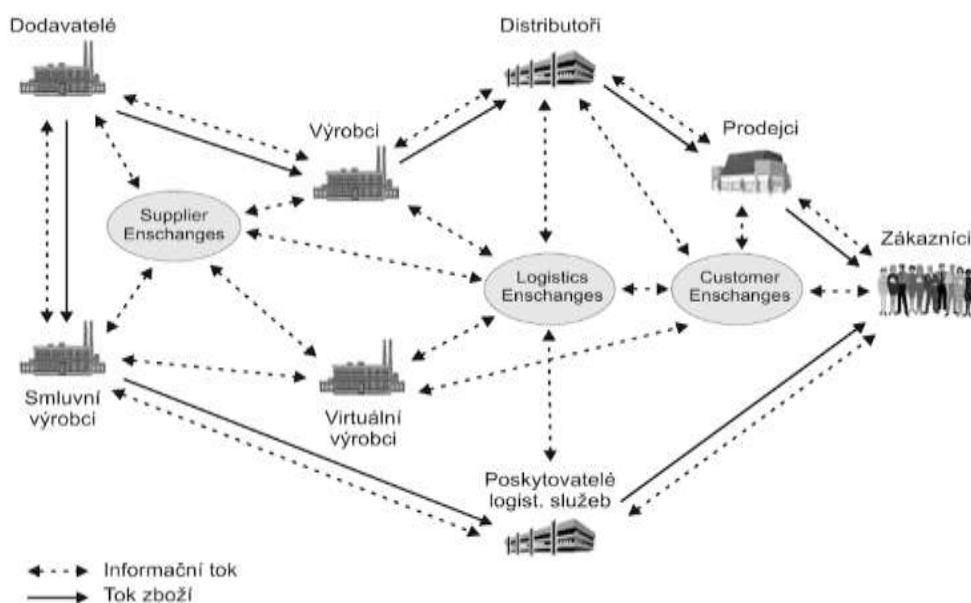 Dodavatelé
Distributoři
Výrobci
Prodejci
Supplier
Enschanges
Zákazníci
Logistics
Enschanges
Customer
Enschanges
Smluvní
výrobci
Virtuální
výrobci
Poskytovatelé
logist. služeb
Informační tok
Tok zboží